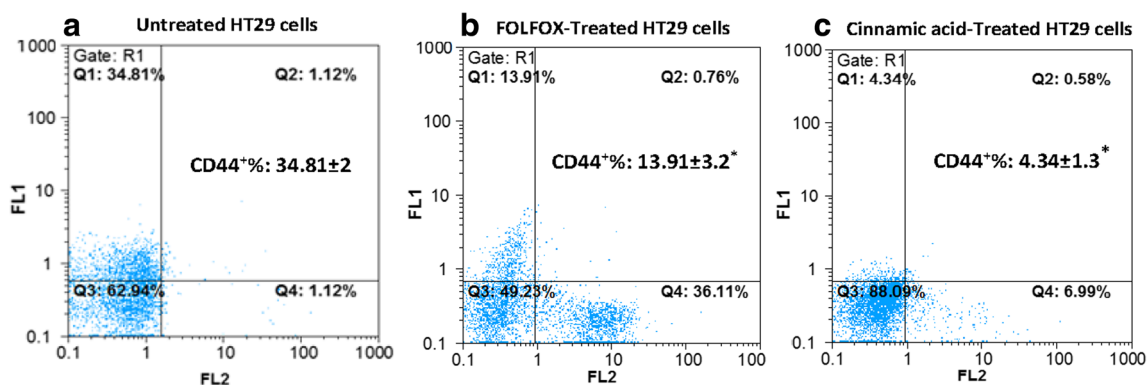 a Untreated HT29 cells
1000
100
10
1
0.1
FL1
Gate: R1
Q1: 34.81%
Q2: 1.12%
CD44⁺%: 34.81±2
Q3: 62.94%
Q4: 1.12%
0.1 1 10 100 1000
FL2
b FOLFOX-Treated HT29 cells
1000
100
10
1
0.1
FL1
Gate: R1
Q1: 13.91%
Q2: 0.76%
CD44⁺%: 13.91±3.2*
Q3: 49.23%
Q4: 36.11%
0.1 1 10 100 1000
FL2
c Cinnamic acid-Treated HT29 cells
1000
100
10
1
0.1
FL1
Gate: R1
Q1: 4.34%
Q2: 0.58%
CD44⁺%: 4.34±1.3*
Q3: 88.09%
Q4: 6.99%
0.1 1 10 100 1000
FL2